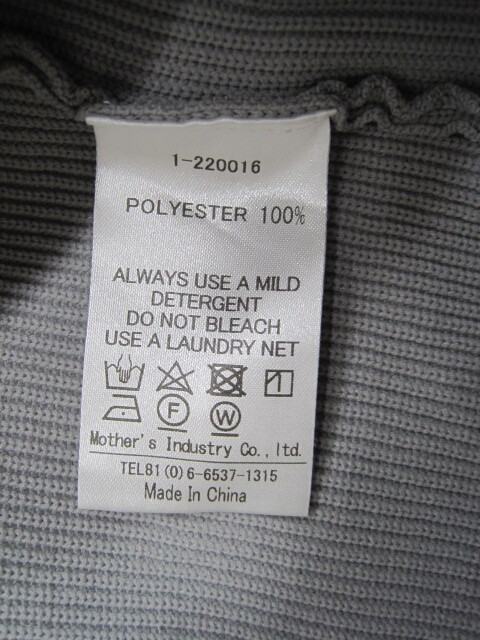 1-220016
POLYESTER 100%
ALWAYS USE A MILD
DETERGENT
DO NOT BLEACH
USE A LAUNDRY NET
F W
Mother's Industry Co., ltd.
TEL81(0)6-6537-1315
Made In China